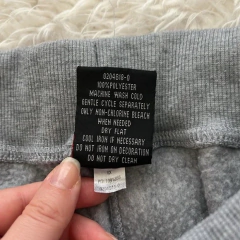 100%POLYESTER
MACHINE WASH COLD
GENTLE CYCLE SEPARATELY
ONLY NON-CHLORINE BLEACH
WHEN NEEDED
DRY FLAT
COOL IRON IF NECESSARY
DO NOT IRON ON DECORATION
DO NOT DRY CLEAN